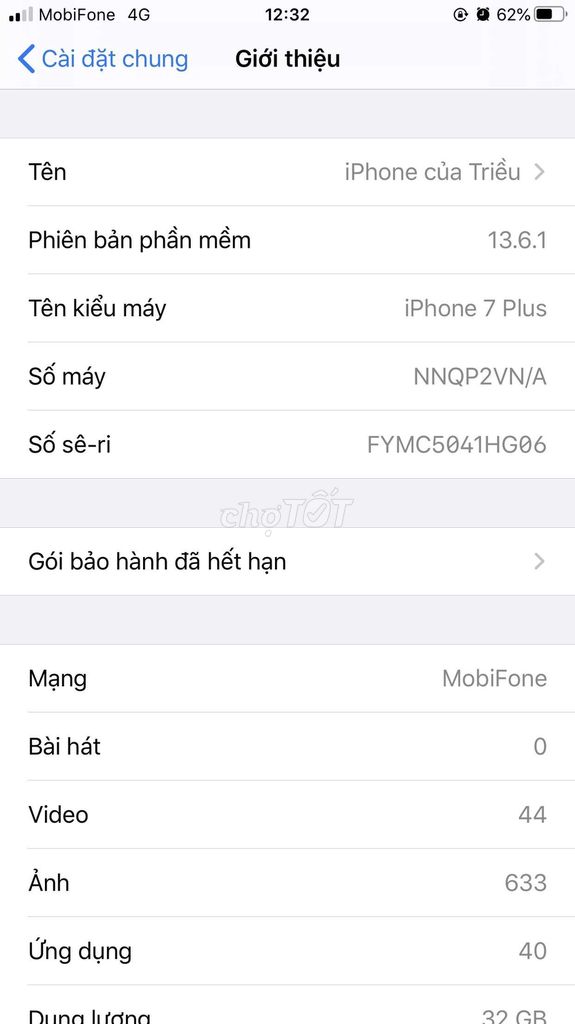 MobiFone 4G 12:32 62%
Cài đặt chung Giới thiệu
Tên iPhone của Triều
Phiên bản phần mềm 13.6.1
Tên kiểu máy iPhone 7 Plus
Số máy NNQP2VN/A
Số sê-ri FYMC5041HG06
chợTỐT
Gói bảo hành đã hết hạn
Mạng MobiFone
Bài hát 0
Video 44
Ảnh 633
Ứng dụng 40
Dung lượng 32 GB